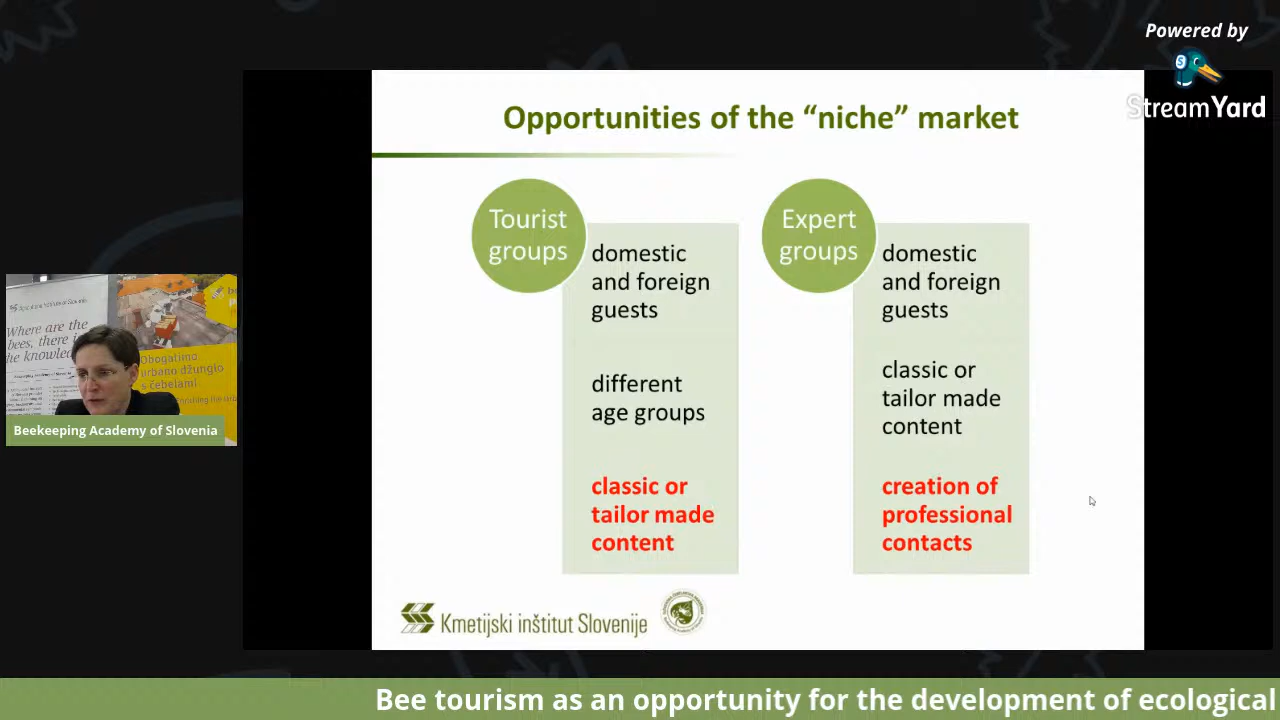 Powered by
StreamYard
Opportunities of the “niche” market
Tourist
groups
domestic
and foreign
guests
different
age groups
classic or
tailor made
content
Expert
groups
domestic
and foreign
guests
classic or
tailor made
content
creation of
professional
contacts
Kmetijski inštitut Slovenije
Where are the
bees, there is
the knowled
Obogatimo
urbano džunglo
s čebelami
Beekeeping Academy of Slovenia
Bee tourism as an opportunity for the development of ecological